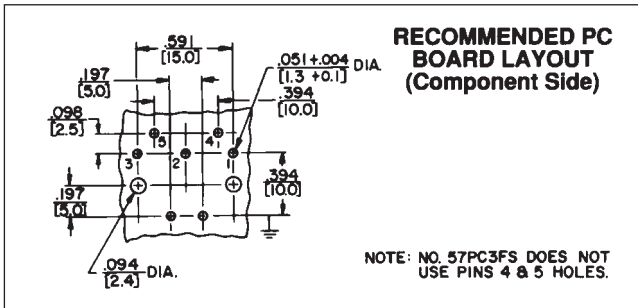 RECOMMENDED PC
BOARD LAYOUT
(Component Side)
.591
[15.0]
.051+.004 DIA.
[1.3 +0.1]
.197
[5.0]
.394
[10.0]
.098
[2.5]
5
4
3
2
1
.394
[10.0]
.197
[5.0]
.094 DIA.
[2.4]
NOTE: NO. 57PC3FS DOES NOT
USE PINS 4 & 5 HOLES.